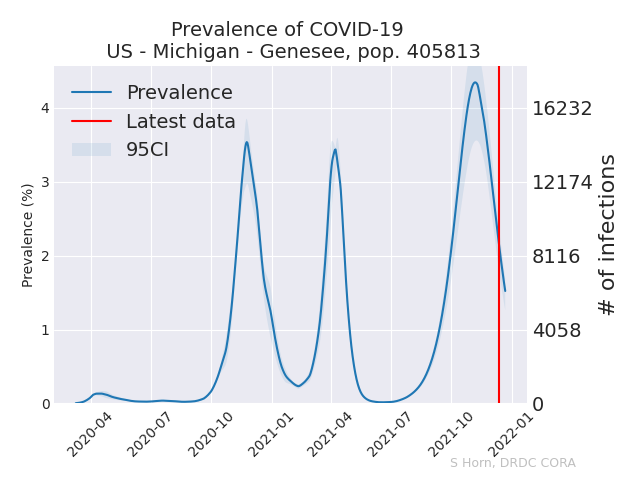 Prevalence of COVID-19
US - Michigan - Genesee, pop. 405813
Prevalence
Latest data
95CI
Prevalence (%)
4
3
2
1
0
16232
12174
8116
4058
0
# of infections
2020-04
2020-07
2020-10
2021-01
2021-04
2021-07
2021-10
2022-01
S Horn, DRDC CORA